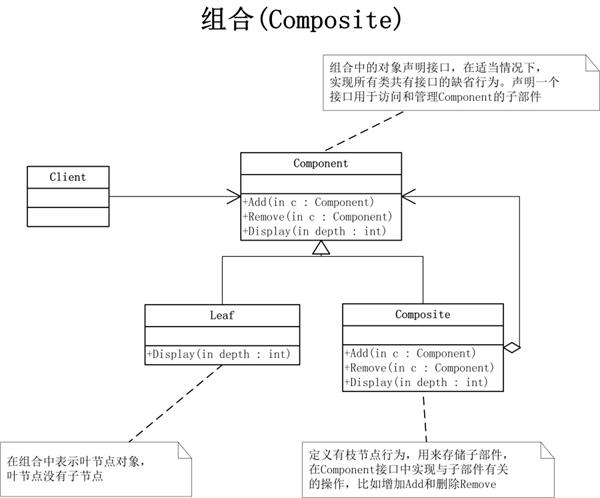 组合(Composite)
组合中的对象声明接口，在适当情况下，
实现所有类共有接口的缺省行为。声明一个
接口用于访问和管理Component的子部件
Client
Component
+Add(in c : Component)
+Remove(in c : Component)
+Display(in depth : int)
Leaf
+Display(in depth : int)
Composite
+Add(in c : Component)
+Remove(in c : Component)
+Display(in depth : int)
在组合中表示叶节点对象，
叶节点没有子节点
定义有枝节点行为，用来存储子部件，
在Component接口中实现与子部件有关
的操作，比如增加Add和删除Remove